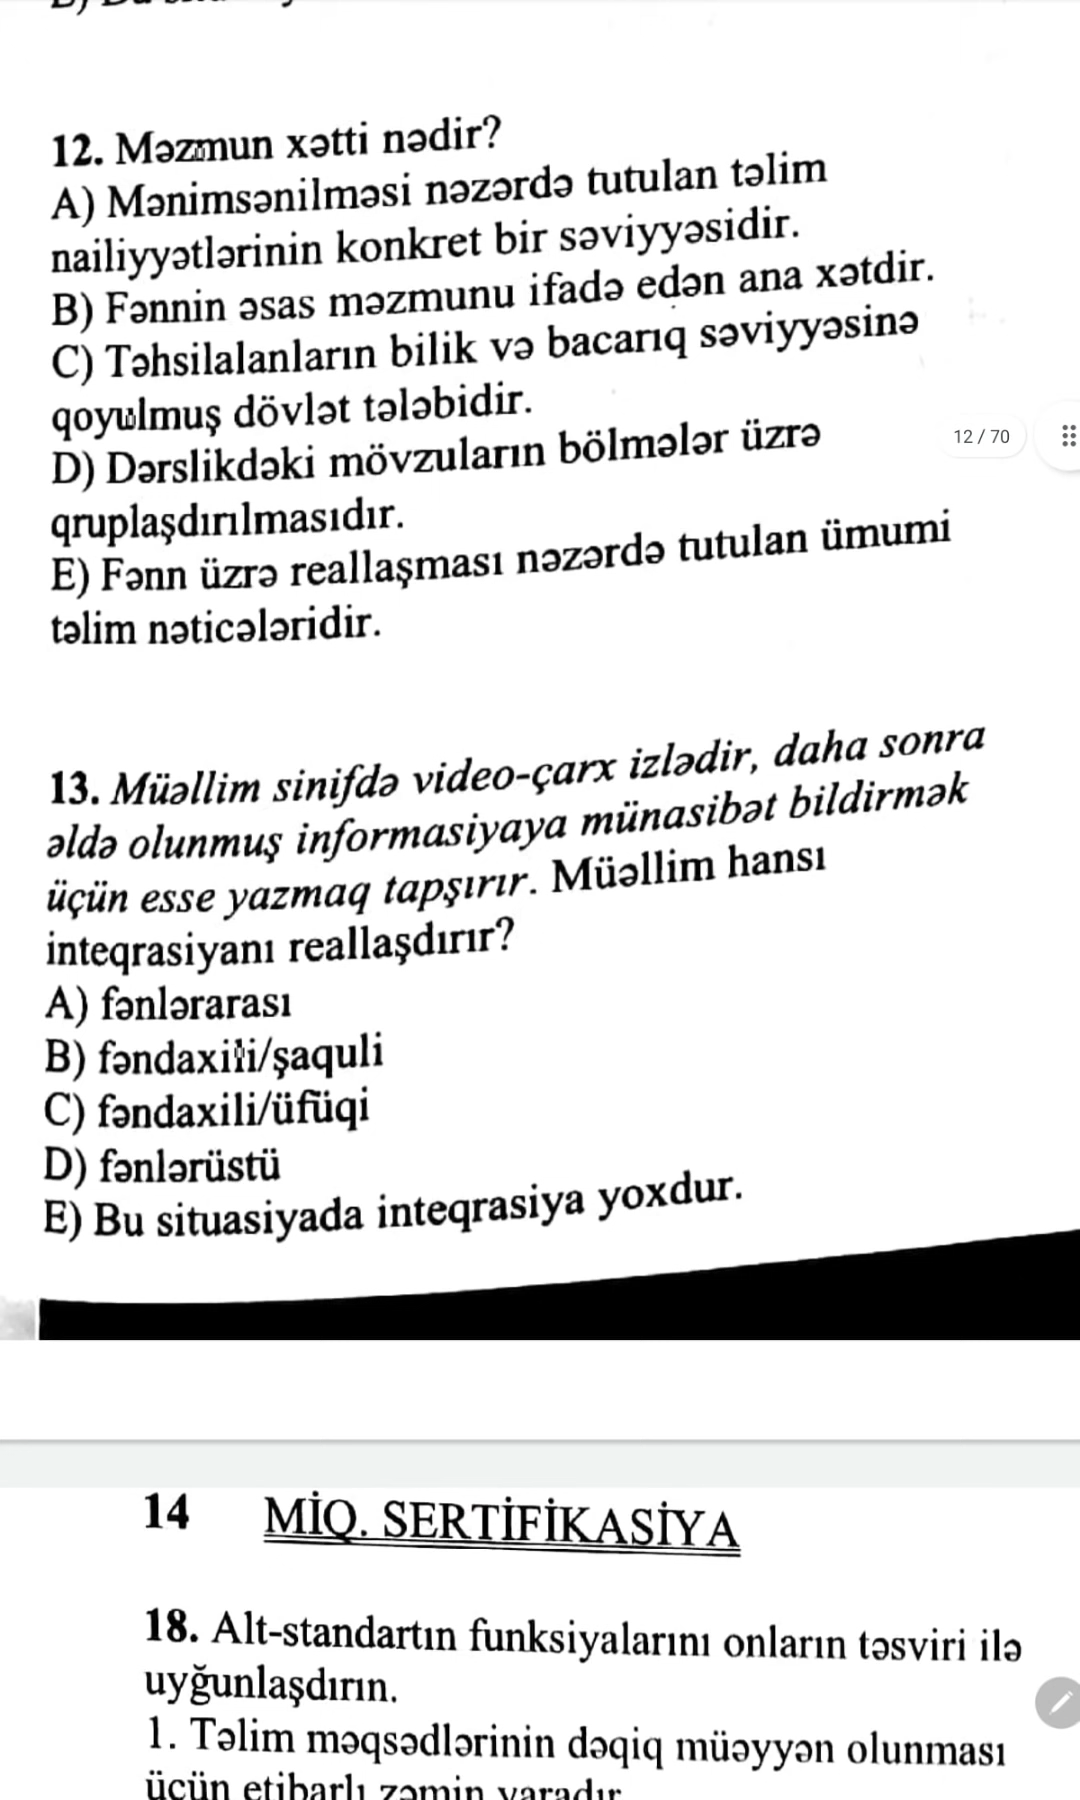 12. Məzmun xətti nədir?
A) Mənimsənilməsi nəzərdə tutulan təlim
nailiyyətlərinin konkret bir səviyyəsidir.
B) Fənnin əsas məzmunu ifadə edən ana xətdir.
C) Təhsilalanların bilik və bacarıq səviyyəsinə
qoyulmuş dövlət tələbidir.
D) Dərslikdəki mövzuların bölmələr üzrə
qruplaşdırılmasıdır.
12 / 70
E) Fənn üzrə reallaşması nəzərdə tutulan ümumi
təlim nəticələridir.
13. Müəllim sinifdə video-çarx izlədir, daha sonra
əldə olunmuş informasiyaya münasibət bildirmək
üçün esse yazmaq tapşırır. Müəllim hansı
inteqrasiyanı reallaşdırır?
A) fənlərarası
B) fəndaxili/şaquli
C) fəndaxili/üfüqi
D) fənlərüstü
E) Bu situasiyada inteqrasiya yoxdur.
14 MİQ. SERTİFİKASİYA
18. Alt-standartın funksiyalarını onların təsviri ilə
uyğunlaşdırın.
1. Təlim məqsədlərinin dəqiq müəyyən olunması
üçün etibarlı zəmin yaradır